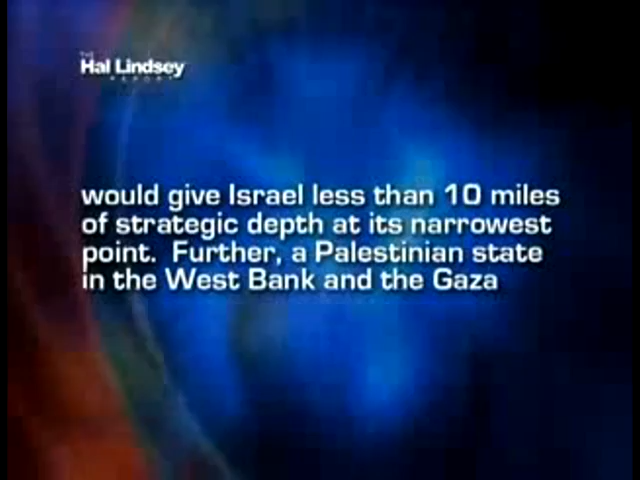 THE
Hal Lindsey
REPORT
would give Israel less than 10 miles
of strategic depth at its narrowest
point.  Further, a Palestinian state
in the West Bank and the Gaza